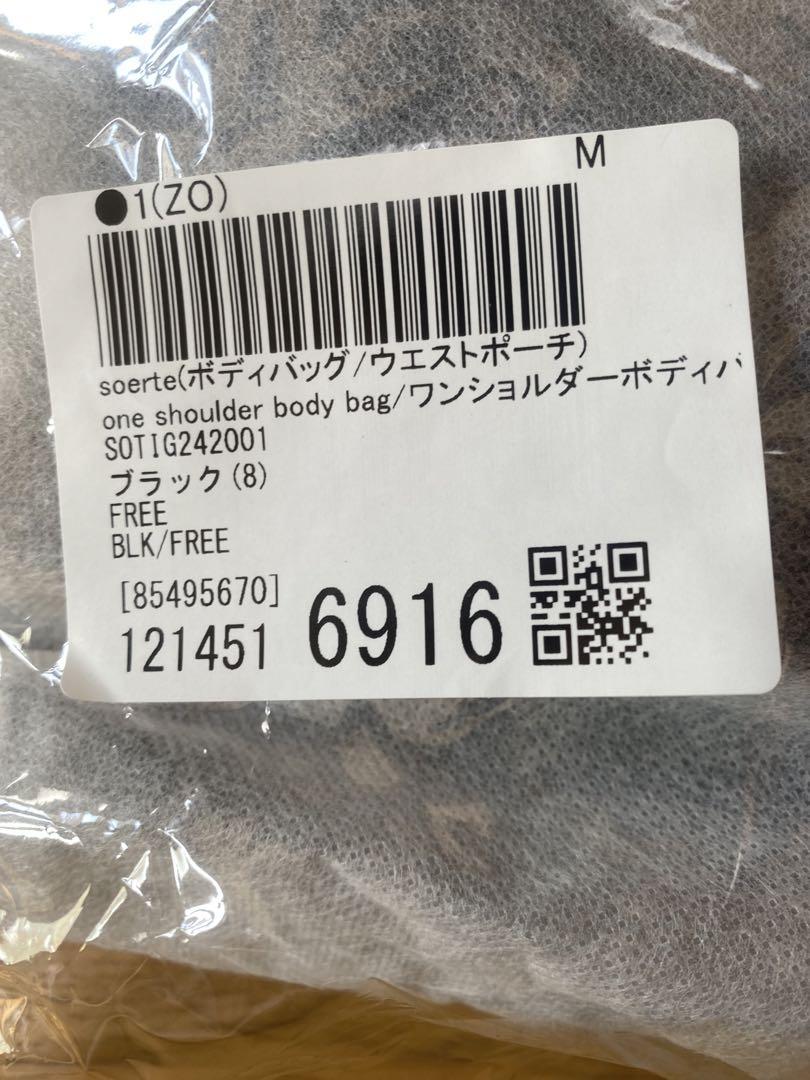 ●1(ZO) M
soerte(ボディバッグ/ウエストポーチ)
one shoulder body bag/ワンショルダーボディバ
SOTIG242001
ブラック(8)
FREE
BLK/FREE
[85495670]
121451 6916